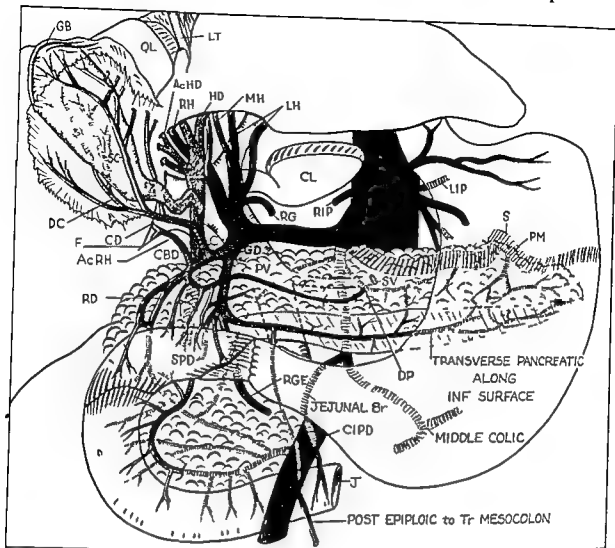 GB
QL
LT
AcHD
RH
HD
MH
LH
CL
LIP
RG
RIP
DC
F
CD
AcRH
CBD
GD
PV
SV
S
PM
RD
SPD
DP
TRANSVERSE PANCREATIC
ALONG
INF SURFACE
RGE
JEJUNAL Br
CIPD
MIDDLE COLIC
J
POST EPIPLOIC to Tr MESOCOLON